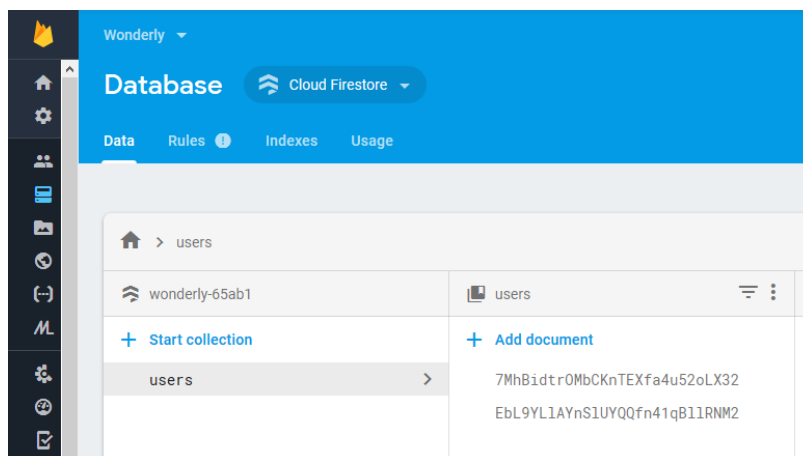 Wonderly
Database Cloud Firestore
Data Rules ! Indexes Usage
users
wonderly-65ab1 users
Start collection Add document
users 7MhBidtrOMbCKnTEXfa4u52oLX32
EbL9YLlAYnSlUYQQfn41qBllRNM2